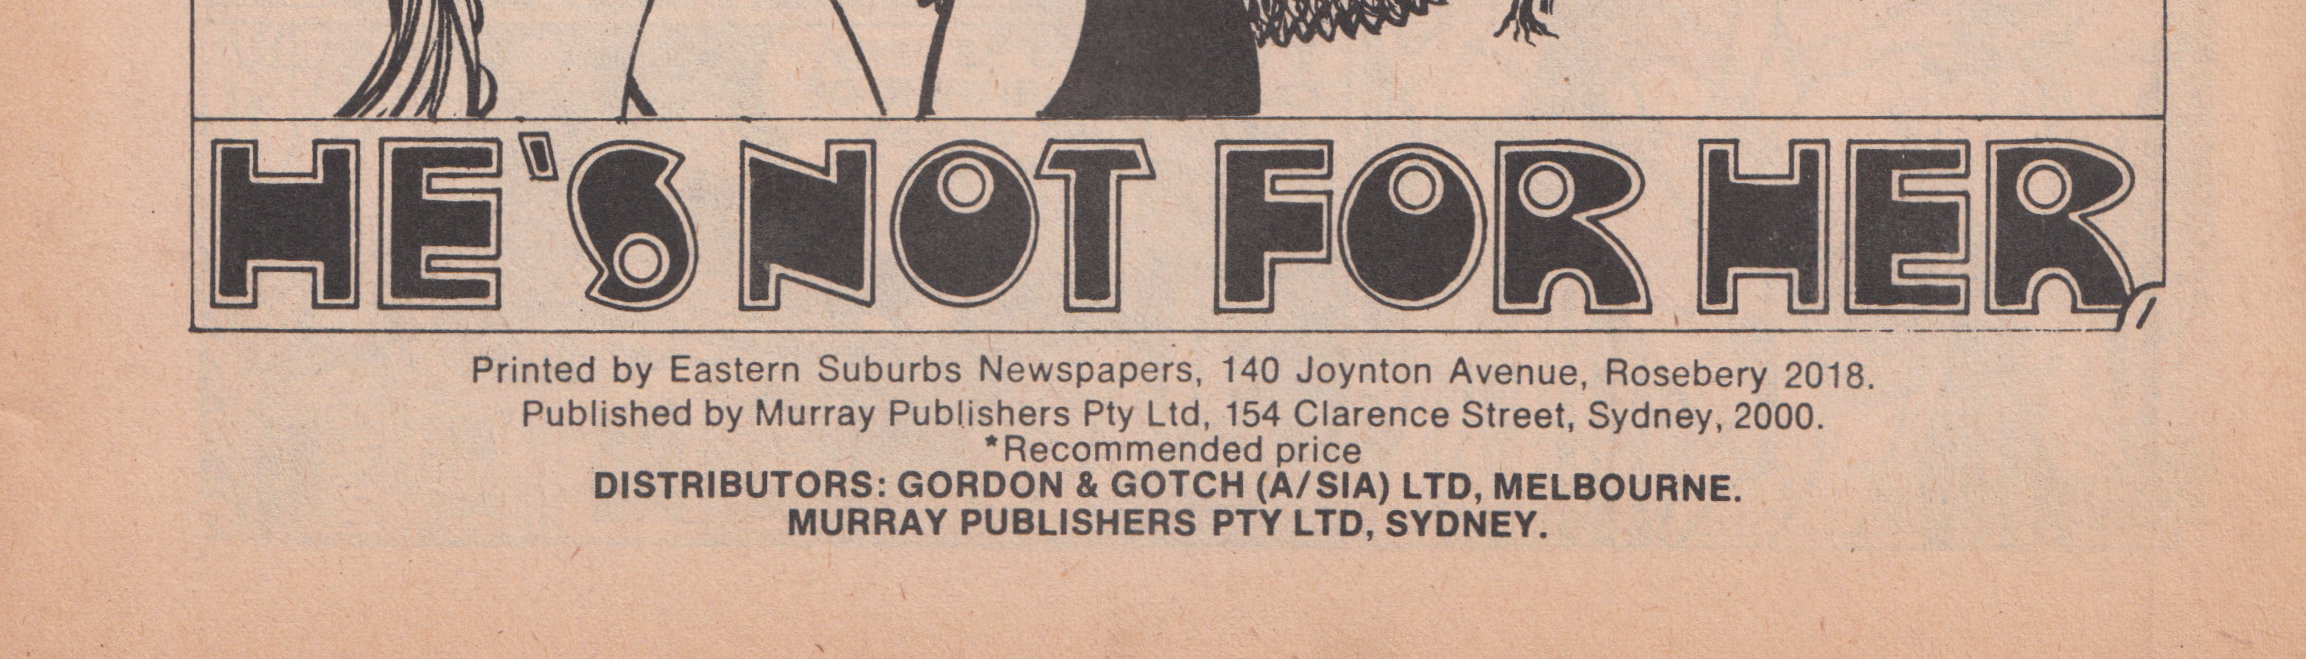 HE'S NOT FOR HER
Printed by Eastern Suburbs Newspapers, 140 Joynton Avenue, Rosebery 2018.
Published by Murray Publishers Pty Ltd, 154 Clarence Street, Sydney, 2000.
*Recommended price
DISTRIBUTORS: GORDON & GOTCH (A/SIA) LTD, MELBOURNE.
MURRAY PUBLISHERS PTY LTD, SYDNEY.